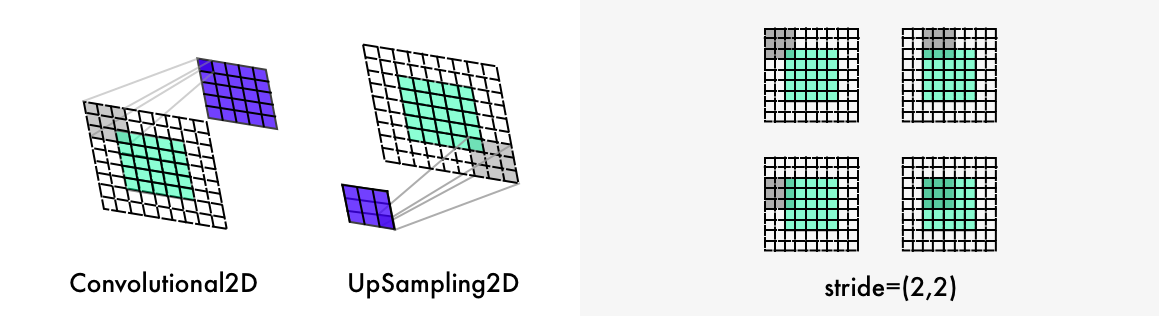 Convolutional2D
UpSampling2D
stride=(2,2)